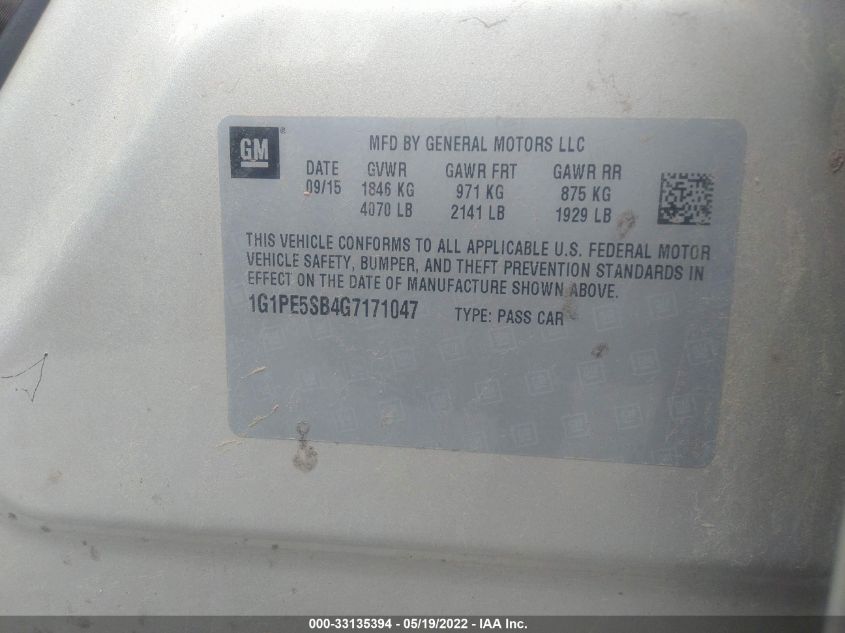 GM ®
MFD BY GENERAL MOTORS LLC
DATE GVWR GAWR FRT GAWR RR
09/15 1846 KG 971 KG 875 KG
4070 LB 2141 LB 1929 LB
THIS VEHICLE CONFORMS TO ALL APPLICABLE U.S. FEDERAL MOTOR
VEHICLE SAFETY, BUMPER, AND THEFT PREVENTION STANDARDS IN
EFFECT ON THE DATE OF MANUFACTURE SHOWN ABOVE.
1G1PE5SB4G7171047 TYPE: PASS CAR
000-33135394 - 05/19/2022 - IAA Inc.